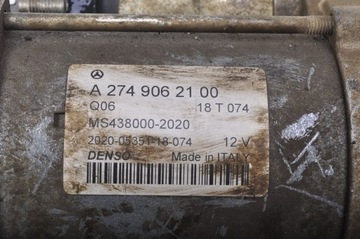 A 274 906 21 00
Q06 18 T 074
MS438000-2020
2020-05351-18-074 12 V
DENSO Made in ITALY